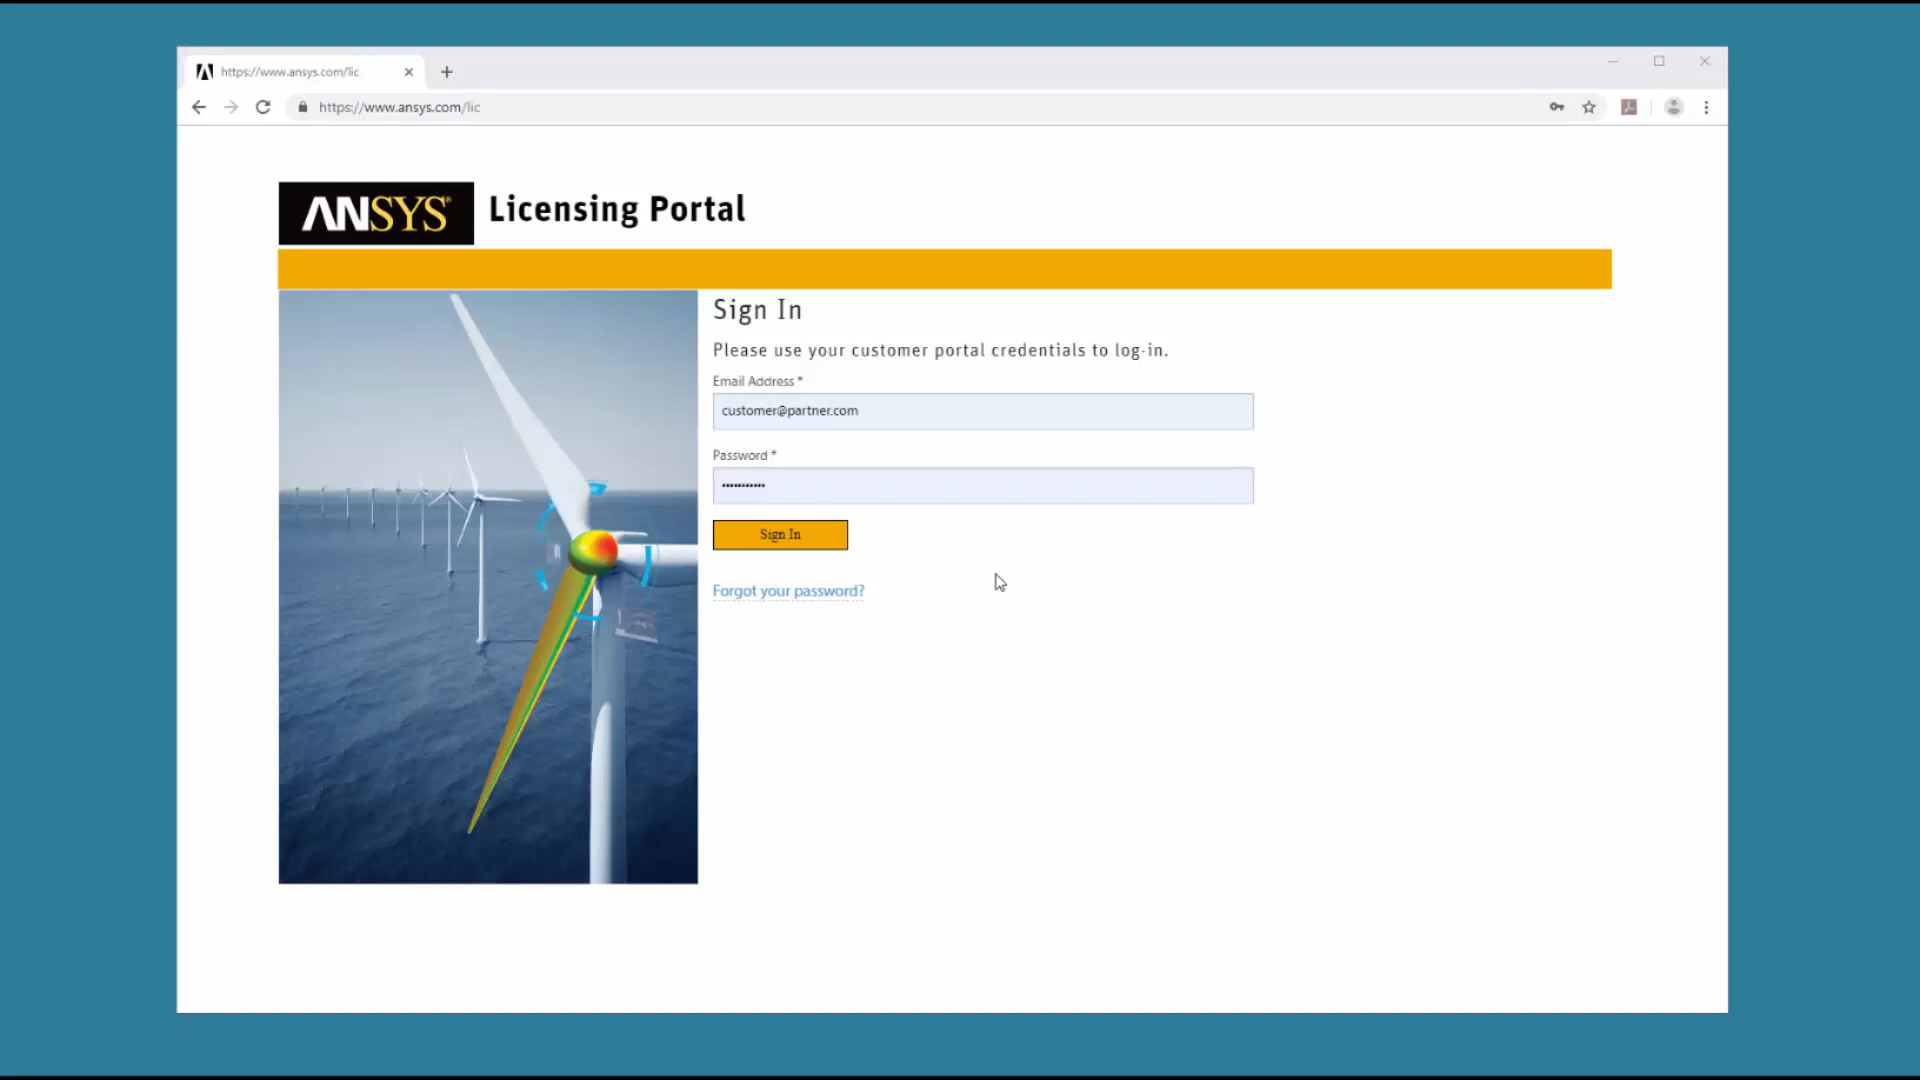 https://www.ansys.com/lic
https://www.ansys.com/lic
ANSYS® Licensing Portal
Sign In
Please use your customer portal credentials to log-in.
Email Address *
customer@partner.com
Password *
•••••••••••
Sign In
Forgot your password?